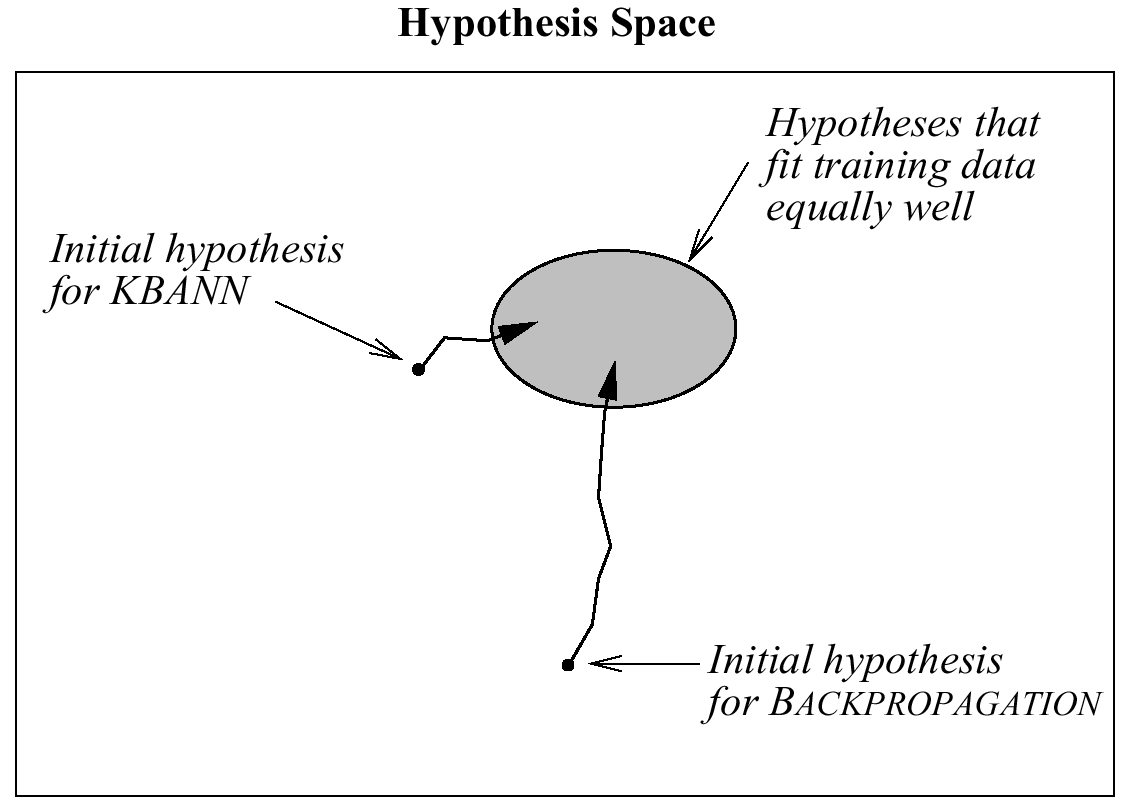 Hypothesis Space
Hypotheses that
fit training data
equally well
Initial hypothesis
for KBANN
Initial hypothesis
for BACKPROPAGATION